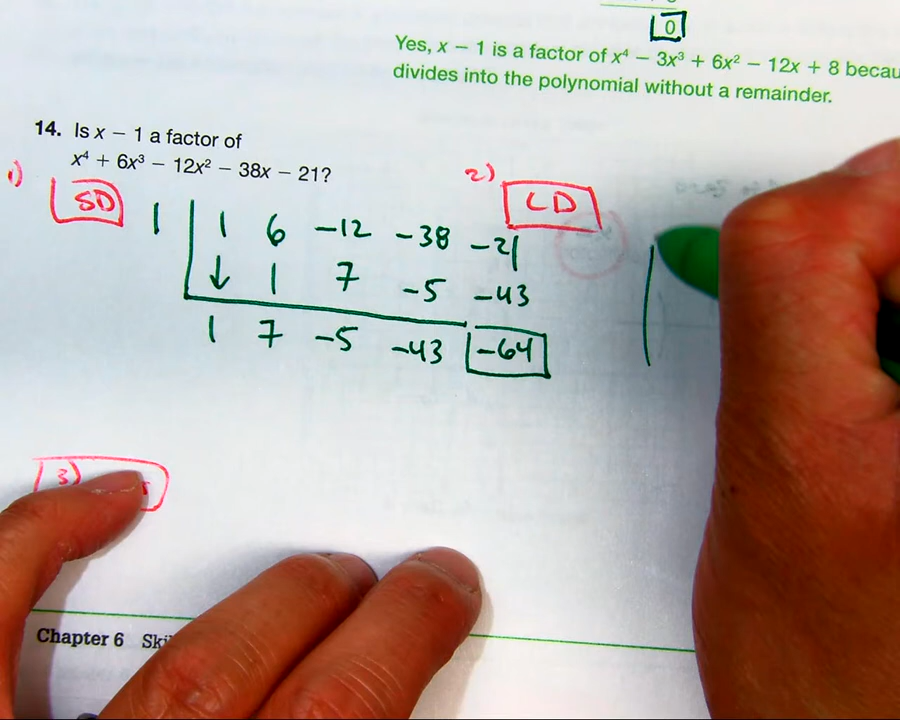 0
Yes, x − 1 is a factor of x⁴ − 3x³ + 6x² − 12x + 8 becau
divides into the polynomial without a remainder.
14. Is x − 1 a factor of
x⁴ + 6x³ − 12x² − 38x − 21?
1) SD
2) LD
1 1 6 -12 -38 -21
↓ 1 7 -5 -43
1 7 -5 -43 -64
3)
Chapter 6